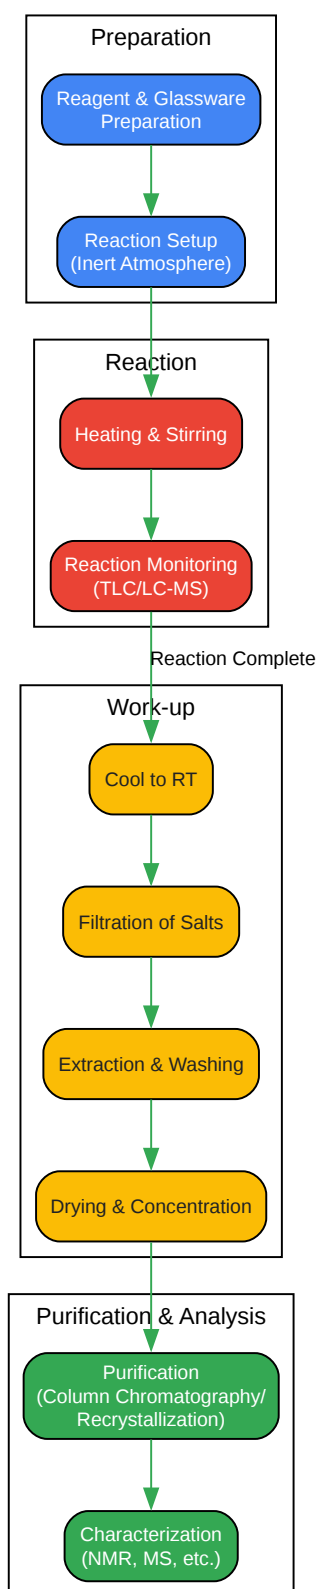 Preparation
Reagent & Glassware
Preparation
Reaction Setup
(Inert Atmosphere)
Reaction
Heating & Stirring
Reaction Monitoring
(TLC/LC-MS)
Reaction Complete
Work-up
Cool to RT
Filtration of Salts
Extraction & Washing
Drying & Concentration
Purification & Analysis
Purification
(Column Chromatography/
Recrystallization)
Characterization
(NMR, MS, etc.)